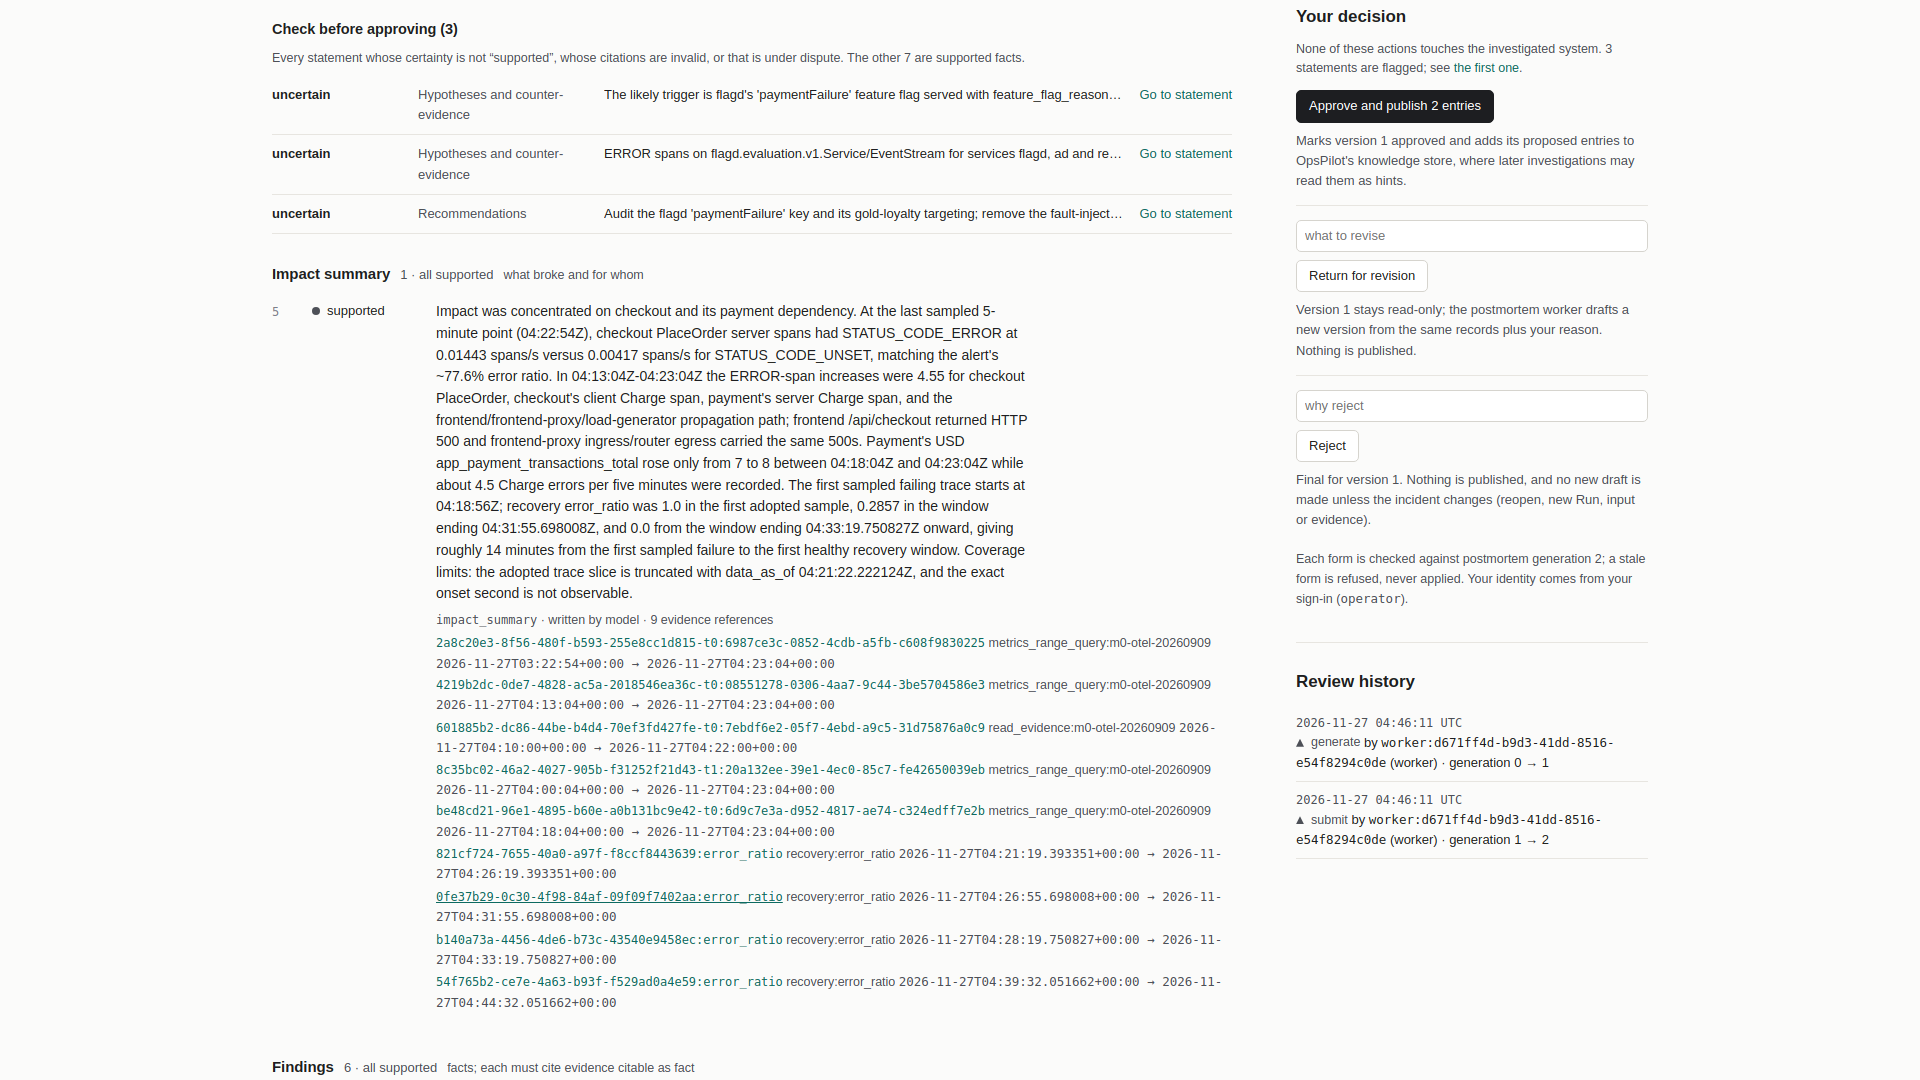 Check before approving (3)
Every statement whose certainty is not “supported”, whose citations are invalid, or that is under dispute. The other 7 are supported facts.
uncertain
Hypotheses and counter-
evidence
The likely trigger is flagd's 'paymentFailure' feature flag served with feature_flag_reason…
Go to statement
uncertain
Hypotheses and counter-
evidence
ERROR spans on flagd.evaluation.v1.Service/EventStream for services flagd, ad and re…
Go to statement
uncertain
Recommendations
Audit the flagd 'paymentFailure' key and its gold-loyalty targeting; remove the fault-inject…
Go to statement
Impact summary 1 · all supported what broke and for whom
5
supported
Impact was concentrated on checkout and its payment dependency. At the last sampled 5-
minute point (04:22:54Z), checkout PlaceOrder server spans had STATUS_CODE_ERROR at
0.01443 spans/s versus 0.00417 spans/s for STATUS_CODE_UNSET, matching the alert's
~77.6% error ratio. In 04:13:04Z-04:23:04Z the ERROR-span increases were 4.55 for checkout
PlaceOrder, checkout's client Charge span, payment's server Charge span, and the
frontend/frontend-proxy/load-generator propagation path; frontend /api/checkout returned HTTP
500 and frontend-proxy ingress/router egress carried the same 500s. Payment's USD
app_payment_transactions_total rose only from 7 to 8 between 04:18:04Z and 04:23:04Z while
about 4.5 Charge errors per five minutes were recorded. The first sampled failing trace starts at
04:18:56Z; recovery error_ratio was 1.0 in the first adopted sample, 0.2857 in the window
ending 04:31:55.698008Z, and 0.0 from the window ending 04:33:19.750827Z onward, giving
roughly 14 minutes from the first sampled failure to the first healthy recovery window. Coverage
limits: the adopted trace slice is truncated with data_as_of 04:21:22.222124Z, and the exact
onset second is not observable.
impact_summary · written by model · 9 evidence references
2a8c20e3-8f56-480f-b593-255e8cc1d815-t0:6987ce3c-0852-4cdb-a5fb-c608f9830225 metrics_range_query:m0-otel-20260909
2026-11-27T03:22:54+00:00 → 2026-11-27T04:23:04+00:00
4219b2dc-0de7-4828-ac5a-2018546ea36c-t0:08551278-0306-4aa7-9c44-3be5704586e3 metrics_range_query:m0-otel-20260909
2026-11-27T04:13:04+00:00 → 2026-11-27T04:23:04+00:00
601885b2-dc86-44be-b4d4-70ef3fd427fe-t0:7ebdf6e2-05f7-4ebd-a9c5-31d75876a0c9 read_evidence:m0-otel-20260909 2026-
11-27T04:10:00+00:00 → 2026-11-27T04:22:00+00:00
8c35bc02-46a2-4027-905b-f31252f21d43-t1:20a132ee-39e1-4ec0-85c7-fe42650039eb metrics_range_query:m0-otel-20260909
2026-11-27T04:00:04+00:00 → 2026-11-27T04:23:04+00:00
be48cd21-96e1-4895-b60e-a0b131bc9e42-t0:6d9c7e3a-d952-4817-ae74-c324edff7e2b metrics_range_query:m0-otel-20260909
2026-11-27T04:18:04+00:00 → 2026-11-27T04:23:04+00:00
821cf724-7655-40a0-a97f-f8ccf8443639:error_ratio recovery:error_ratio 2026-11-27T04:21:19.393351+00:00 → 2026-11-
27T04:26:19.393351+00:00
0fe37b29-0c30-4f98-84af-09f09f7402aa:error_ratio recovery:error_ratio 2026-11-27T04:26:55.698008+00:00 → 2026-11-
27T04:31:55.698008+00:00
b140a73a-4456-4de6-b73c-43540e9458ec:error_ratio recovery:error_ratio 2026-11-27T04:28:19.750827+00:00 → 2026-11-
27T04:33:19.750827+00:00
54f765b2-ce7e-4a63-b93f-f529ad0a4e59:error_ratio recovery:error_ratio 2026-11-27T04:39:32.051662+00:00 → 2026-11-
27T04:44:32.051662+00:00
Findings 6 · all supported facts; each must cite evidence citable as fact
Your decision
None of these actions touches the investigated system. 3
statements are flagged; see the first one.
Approve and publish 2 entries
Marks version 1 approved and adds its proposed entries to
OpsPilot's knowledge store, where later investigations may
read them as hints.
what to revise
Return for revision
Version 1 stays read-only; the postmortem worker drafts a
new version from the same records plus your reason.
Nothing is published.
why reject
Reject
Final for version 1. Nothing is published, and no new draft is
made unless the incident changes (reopen, new Run, input
or evidence).
Each form is checked against postmortem generation 2; a stale
form is refused, never applied. Your identity comes from your
sign-in (operator).
Review history
2026-11-27 04:46:11 UTC
▲ generate by worker:d671ff4d-b9d3-41dd-8516-
e54f8294c0de (worker) · generation 0 → 1
2026-11-27 04:46:11 UTC
▲ submit by worker:d671ff4d-b9d3-41dd-8516-
e54f8294c0de (worker) · generation 1 → 2